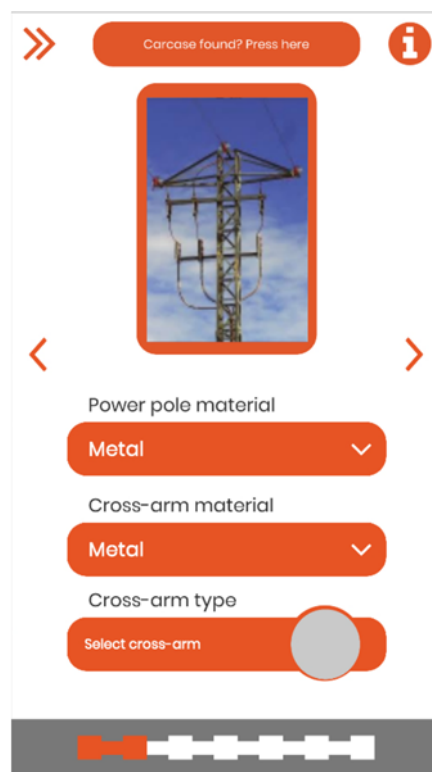 Carcase found? Press here
Power pole material
Metal
Cross-arm material
Metal
Cross-arm type
Select cross-arm